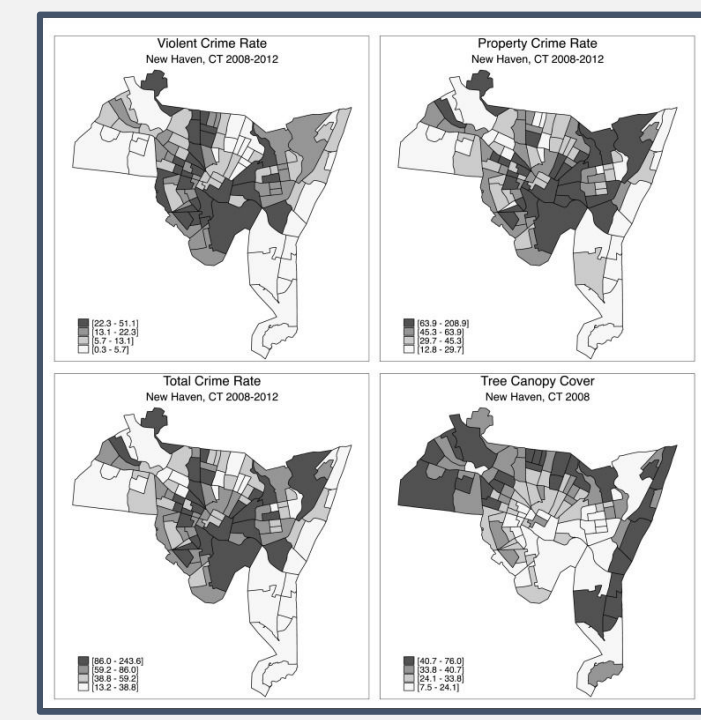 Violent Crime Rate
New Haven, CT 2008-2012
[22.3 - 51.1]
[13.1 - 22.3]
[5.7 - 13.1]
[0.3 - 5.7]
Property Crime Rate
New Haven, CT 2008-2012
[63.9 - 208.9]
[45.3 - 63.9]
[29.7 - 45.3]
[12.8 - 29.7]
Total Crime Rate
New Haven, CT 2008-2012
[86.0 - 243.6]
[59.2 - 86.0]
[38.8 - 59.2]
[13.2 - 38.8]
Tree Canopy Cover
New Haven, CT 2008
[40.7 - 76.0]
[33.8 - 40.7]
[24.1 - 33.8]
[7.5 - 24.1]